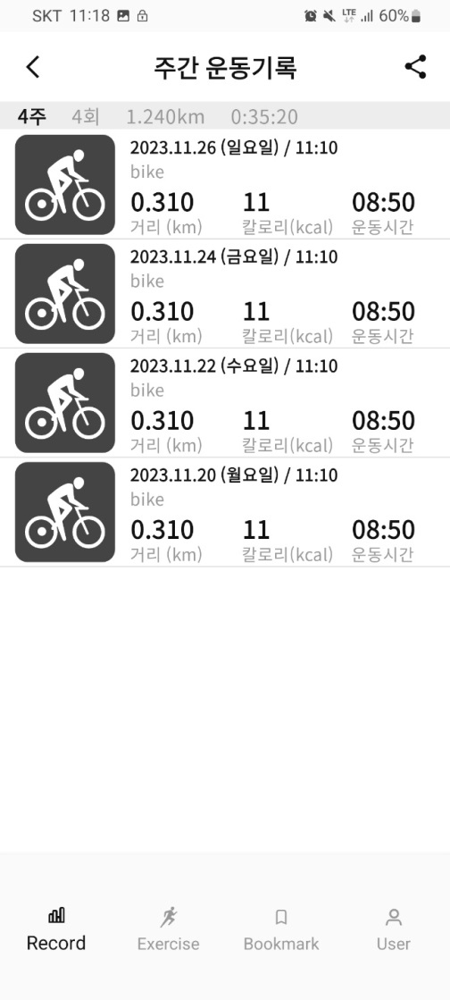 SKT 11:18 LTE 60%
주간 운동기록
4주 4회 1.240km 0:35:20
2023.11.26 (일요일) / 11:10
bike
0.310 11 08:50
거리 (km) 칼로리(kcal) 운동시간
2023.11.24 (금요일) / 11:10
bike
0.310 11 08:50
거리 (km) 칼로리(kcal) 운동시간
2023.11.22 (수요일) / 11:10
bike
0.310 11 08:50
거리 (km) 칼로리(kcal) 운동시간
2023.11.20 (월요일) / 11:10
bike
0.310 11 08:50
거리 (km) 칼로리(kcal) 운동시간
Record Exercise Bookmark User